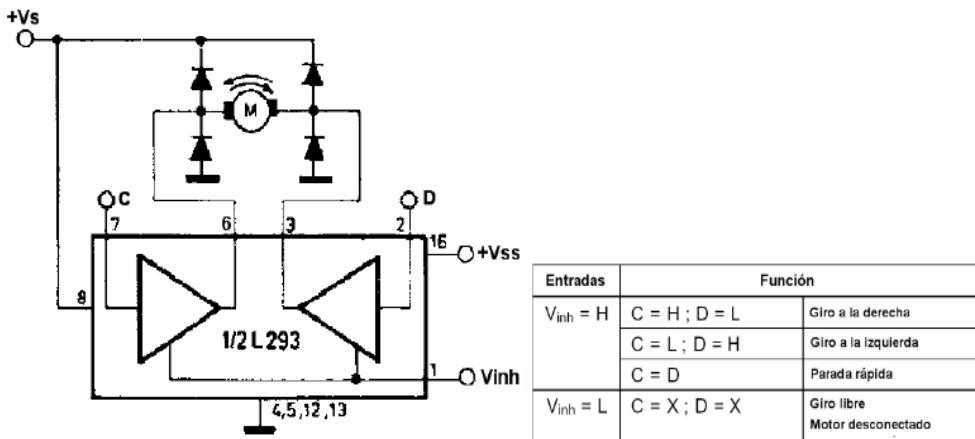 +Vs
M
C
D
7
6
3
2
16
+Vss
8
1/2 L293
1
Vinh
4,5,12,13
Entradas Función
Vinh = H C = H ; D = L Giro a la derecha
C = L ; D = H Giro a la izquierda
C = D Parada rápida
Vinh = L C = X ; D = X Giro libre
Motor desconectado